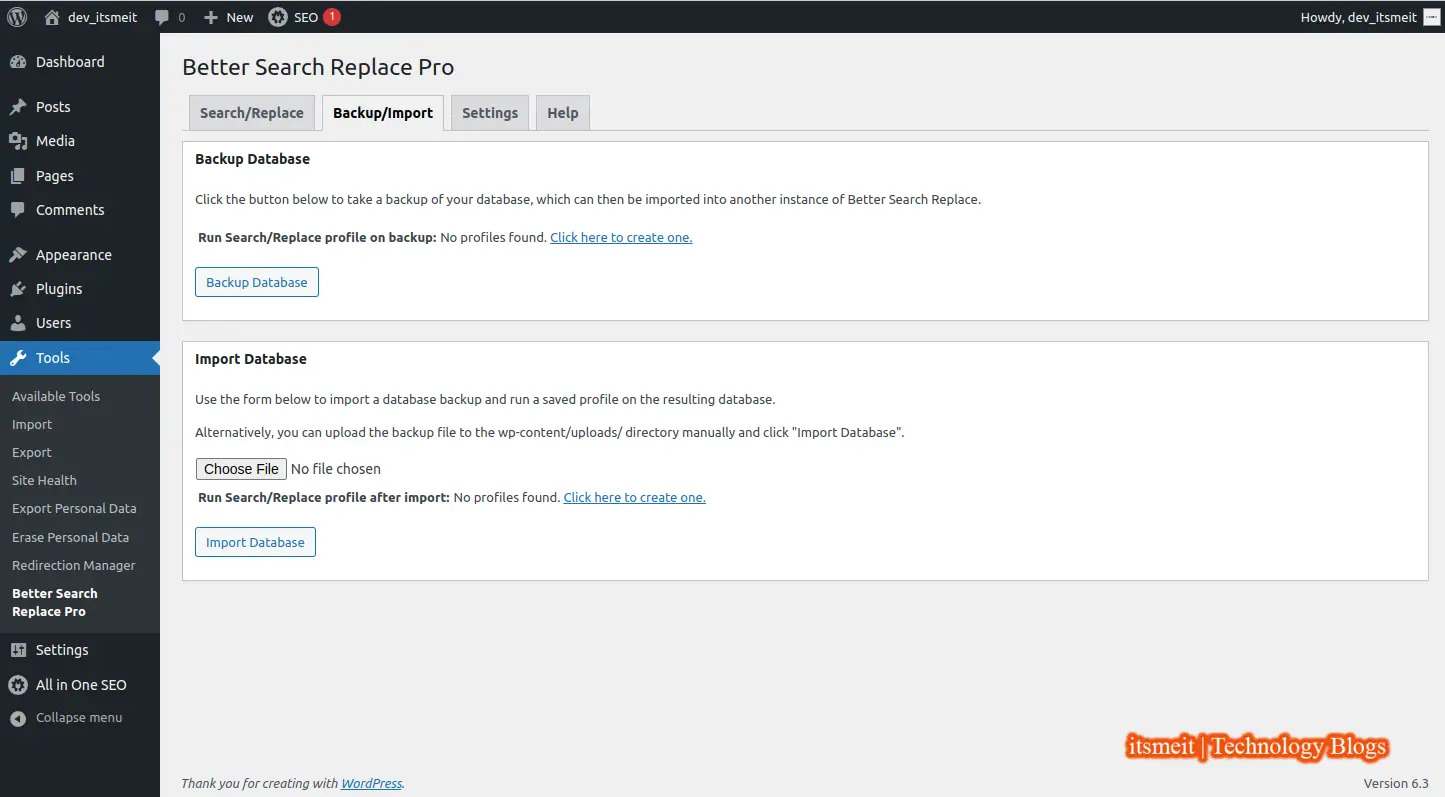 dev_itsmeit 0 New SEO 1 Howdy, dev_itsmeit
Dashboard
Posts
Media
Pages
Comments
Appearance
Plugins
Users
Tools
Available Tools
Import
Export
Site Health
Export Personal Data
Erase Personal Data
Redirection Manager
Better Search
Replace Pro
Settings
All in One SEO
Collapse menu
Better Search Replace Pro
Search/Replace Backup/Import Settings Help
Backup Database
Click the button below to take a backup of your database, which can then be imported into another instance of Better Search Replace.
Run Search/Replace profile on backup: No profiles found. Click here to create one.
Backup Database
Import Database
Use the form below to import a database backup and run a saved profile on the resulting database.
Alternatively, you can upload the backup file to the wp-content/uploads/ directory manually and click "Import Database".
Choose File No file chosen
Run Search/Replace profile after import: No profiles found. Click here to create one.
Import Database
itsmeit | Technology Blogs
Thank you for creating with WordPress. Version 6.3